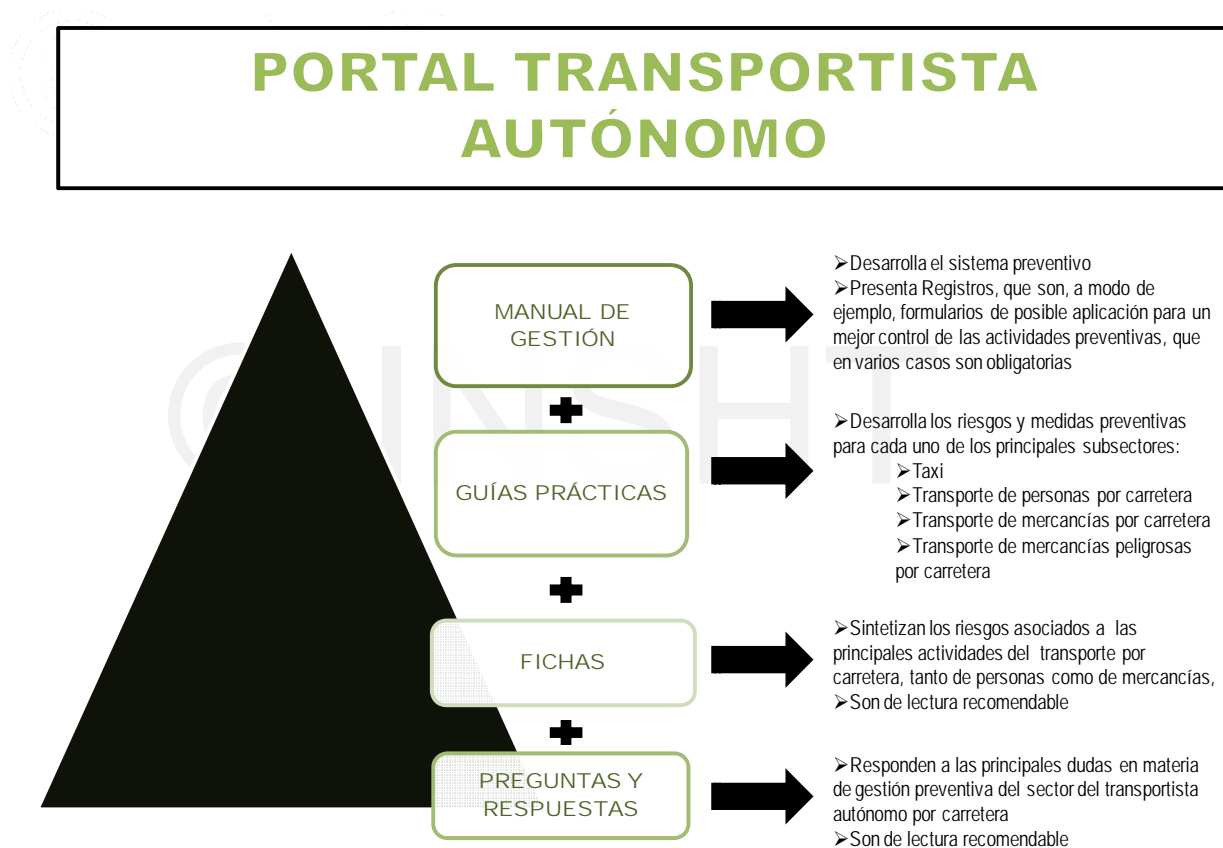 PORTAL TRANSPORTISTA
AUTÓNOMO
MANUAL DE
GESTIÓN
➢Desarrolla el sistema preventivo
➢Presenta Registros, que son, a modo de
ejemplo, formularios de posible aplicación para un
mejor control de las actividades preventivas, que
en varios casos son obligatorias
GUÍAS PRÁCTICAS
➢Desarrolla los riesgos y medidas preventivas
para cada uno de los principales subsectores:
➢Taxi
➢Transporte de personas por carretera
➢Transporte de mercancías por carretera
➢Transporte de mercancías peligrosas
por carretera
FICHAS
➢Sintetizan los riesgos asociados a las
principales actividades del transporte por
carretera, tanto de personas como de mercancías,
➢Son de lectura recomendable
PREGUNTAS Y
RESPUESTAS
➢Responden a las principales dudas en materia
de gestión preventiva del sector del transportista
autónomo por carretera
➢Son de lectura recomendable
© INSHT